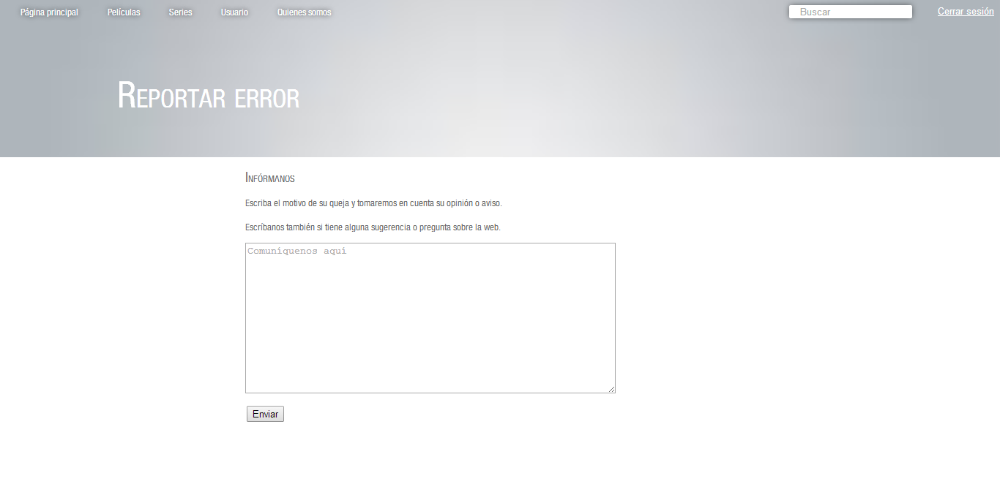 Página principal Películas Series Usuario Quienes somos Buscar Cerrar sesión
Reportar error
Infórmanos
Escriba el motivo de su queja y tomaremos en cuenta su opinión o aviso.
Escríbanos también si tiene alguna sugerencia o pregunta sobre la web.
Comuníquenos aquí
Enviar